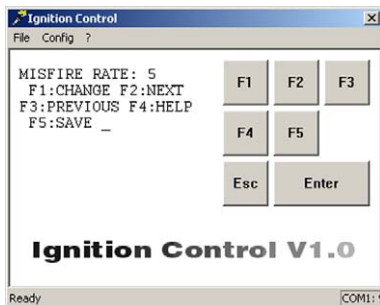 Ignition Control
File Config ?
MISFIRE RATE: 5
F1:CHANGE F2:NEXT
F3:PREVIOUS F4:HELP
F5:SAVE _
F1 F2 F3
F4 F5
Esc Enter
Ignition Control V1.0
Ready COM1: